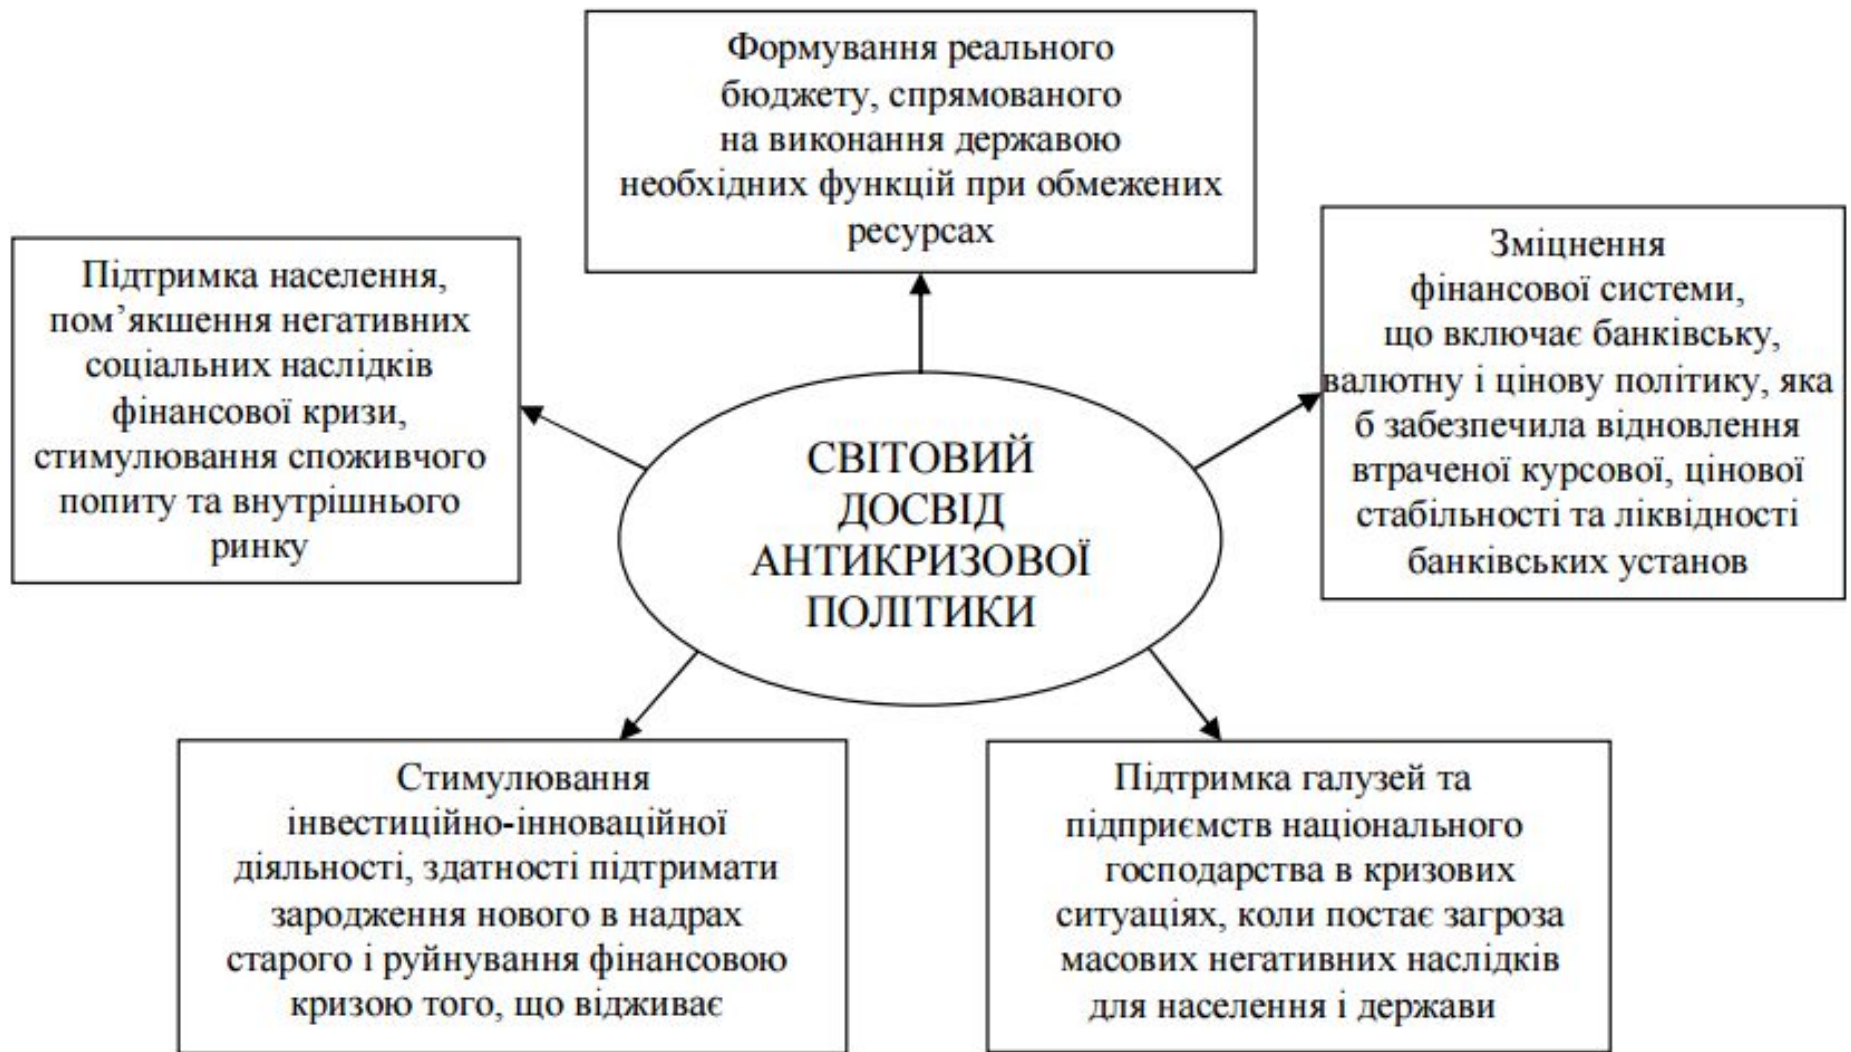 Формування реального
бюджету, спрямованого
на виконання державою
необхідних функцій при обмежених
ресурсах
Підтримка населення,
пом’якшення негативних
соціальних наслідків
фінансової кризи,
стимулювання споживчого
попиту та внутрішнього
ринку
Зміцнення
фінансової системи,
що включає банківську,
валютну і цінову політику, яка
б забезпечила відновлення
втраченої курсової, цінової
стабільності та ліквідності
банківських установ
СВІТОВИЙ
ДОСВІД
АНТИКРИЗОВОЇ
ПОЛІТИКИ
Стимулювання
інвестиційно-інноваційної
діяльності, здатності підтримати
зародження нового в надрах
старого і руйнування фінансовою
кризою того, що відживає
Підтримка галузей та
підприємств національного
господарства в кризових
ситуаціях, коли постає загроза
масових негативних наслідків
для населення і держави